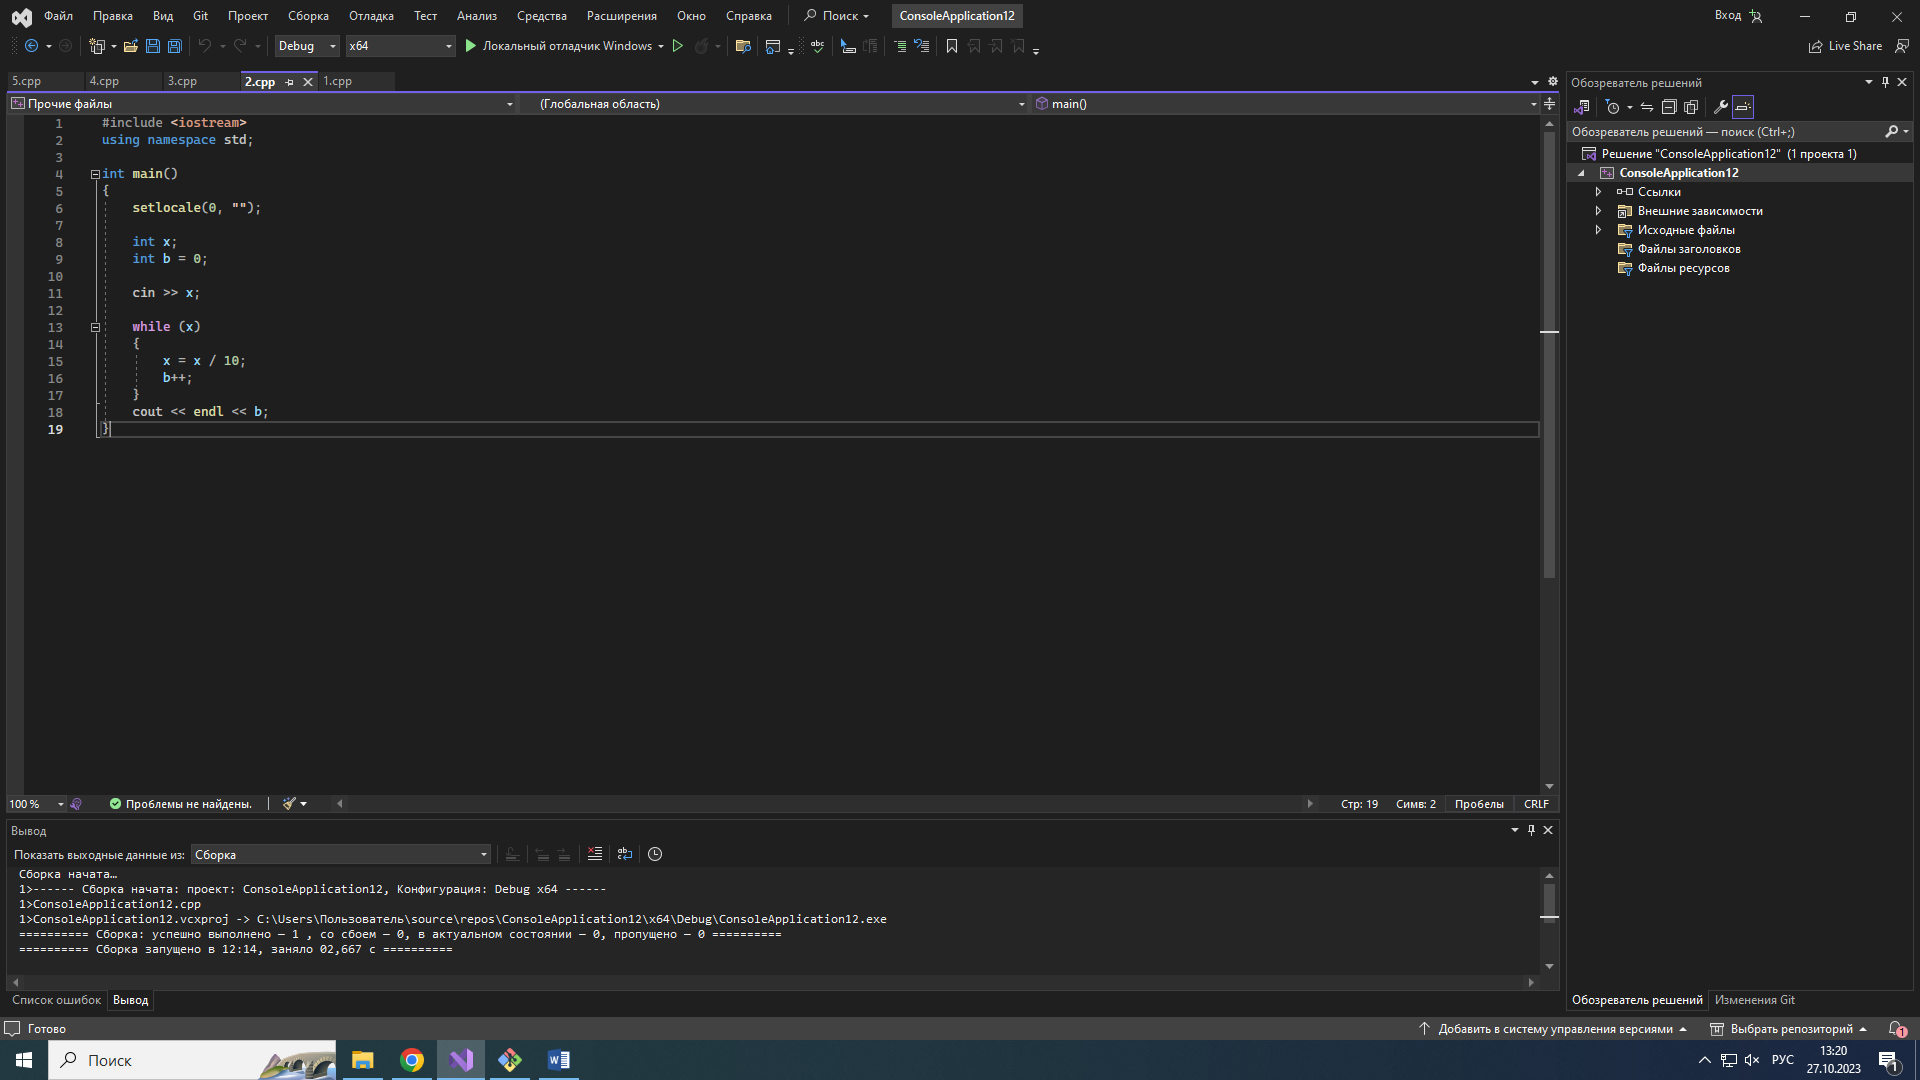 Файл Правка Вид Git Проект Сборка Отладка Тест Анализ Средства Расширения Окно Справка Поиск ConsoleApplication12 Вход
Debug x64 Локальный отладчик Windows Live Share
5.cpp 4.cpp 3.cpp 2.cpp 1.cpp
Прочие файлы (Глобальная область) main()
1 #include <iostream>
2 using namespace std;
3
4 int main()
5 {
6 setlocale(0, "");
7
8 int x;
9 int b = 0;
10
11 cin >> x;
12
13 while (x)
14 {
15 x = x / 10;
16 b++;
17 }
18 cout << endl << b;
19 }
100 % Проблемы не найдены. Стр: 19 Симв: 2 Пробелы CRLF
Вывод
Показать выходные данные из: Сборка
Сборка начата…
1>------ Сборка начата: проект: ConsoleApplication12, Конфигурация: Debug x64 ------
1>ConsoleApplication12.cpp
1>ConsoleApplication12.vcxproj -> C:\Users\Пользователь\source\repos\ConsoleApplication12\x64\Debug\ConsoleApplication12.exe
========== Сборка: успешно выполнено — 1 , со сбоем — 0, в актуальном состоянии — 0, пропущено — 0 ==========
========== Сборка запущено в 12:14, заняло 02,667 с ==========
Список ошибок Вывод
Обозреватель решений
Обозреватель решений — поиск (Ctrl+;)
Решение "ConsoleApplication12" (1 проекта 1)
ConsoleApplication12
Ссылки
Внешние зависимости
Исходные файлы
Файлы заголовков
Файлы ресурсов
Обозреватель решений Изменения Git
Готово Добавить в систему управления версиями Выбрать репозиторий 1
Поиск РУС 13:20 1
27.10.2023